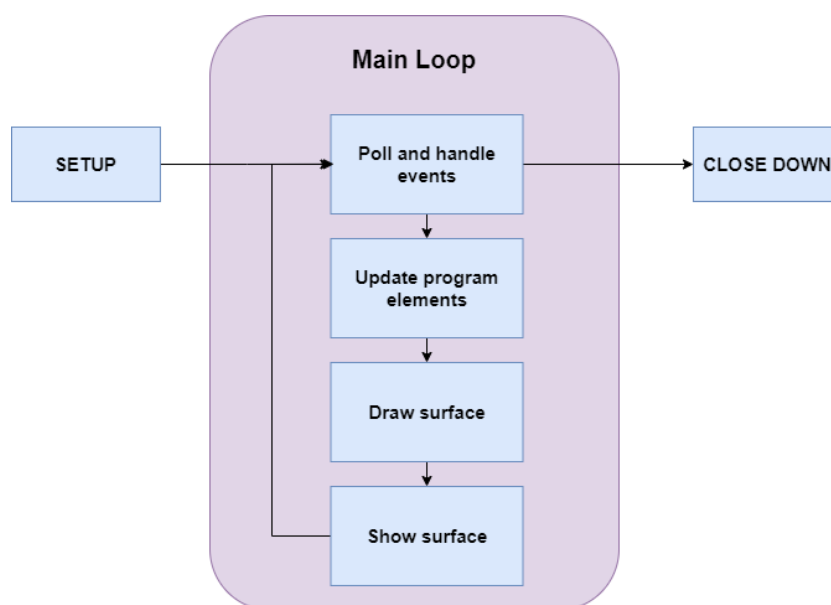 Main Loop
SETUP
Poll and handle
events
CLOSE DOWN
Update program
elements
Draw surface
Show surface